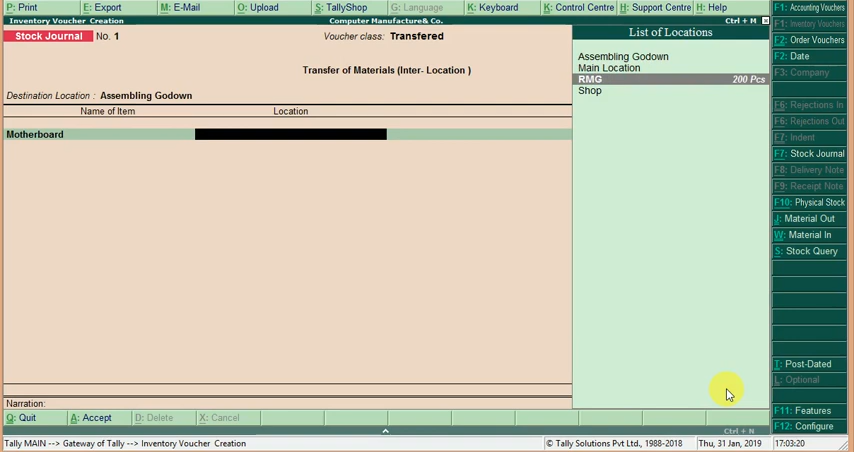 P: Print E: Export M: E-Mail O: Upload S: TallyShop G: Language K: Keyboard K: Control Centre H: Support Centre H: Help F1: Accounting Vouchers
Inventory Voucher Creation Computer Manufacture& Co. Ctrl + M x
F1: Inventory Vouchers
Stock Journal No. 1 Voucher class: Transfered List of Locations
F2: Order Vouchers
F2: Date
F3: Company
Transfer of Materials (Inter- Location )
Assembling Godown
Main Location
RMG 200 Pcs
Shop
Destination Location : Assembling Godown
Name of Item Location
F6: Rejections In
F6: Rejections Out
Motherboard
F7: Indent
F7: Stock Journal
F8: Delivery Note
F9: Receipt Note
F10: Physical Stock
J: Material Out
W: Material In
S: Stock Query
T: Post-Dated
L: Optional
Narration:
F11: Features
Q: Quit A: Accept D: Delete X: Cancel
F12: Configure
Ctrl + N
Tally MAIN --> Gateway of Tally --> Inventory Voucher Creation © Tally Solutions Pvt Ltd., 1988-2018 Thu, 31 Jan, 2019 17:03:20